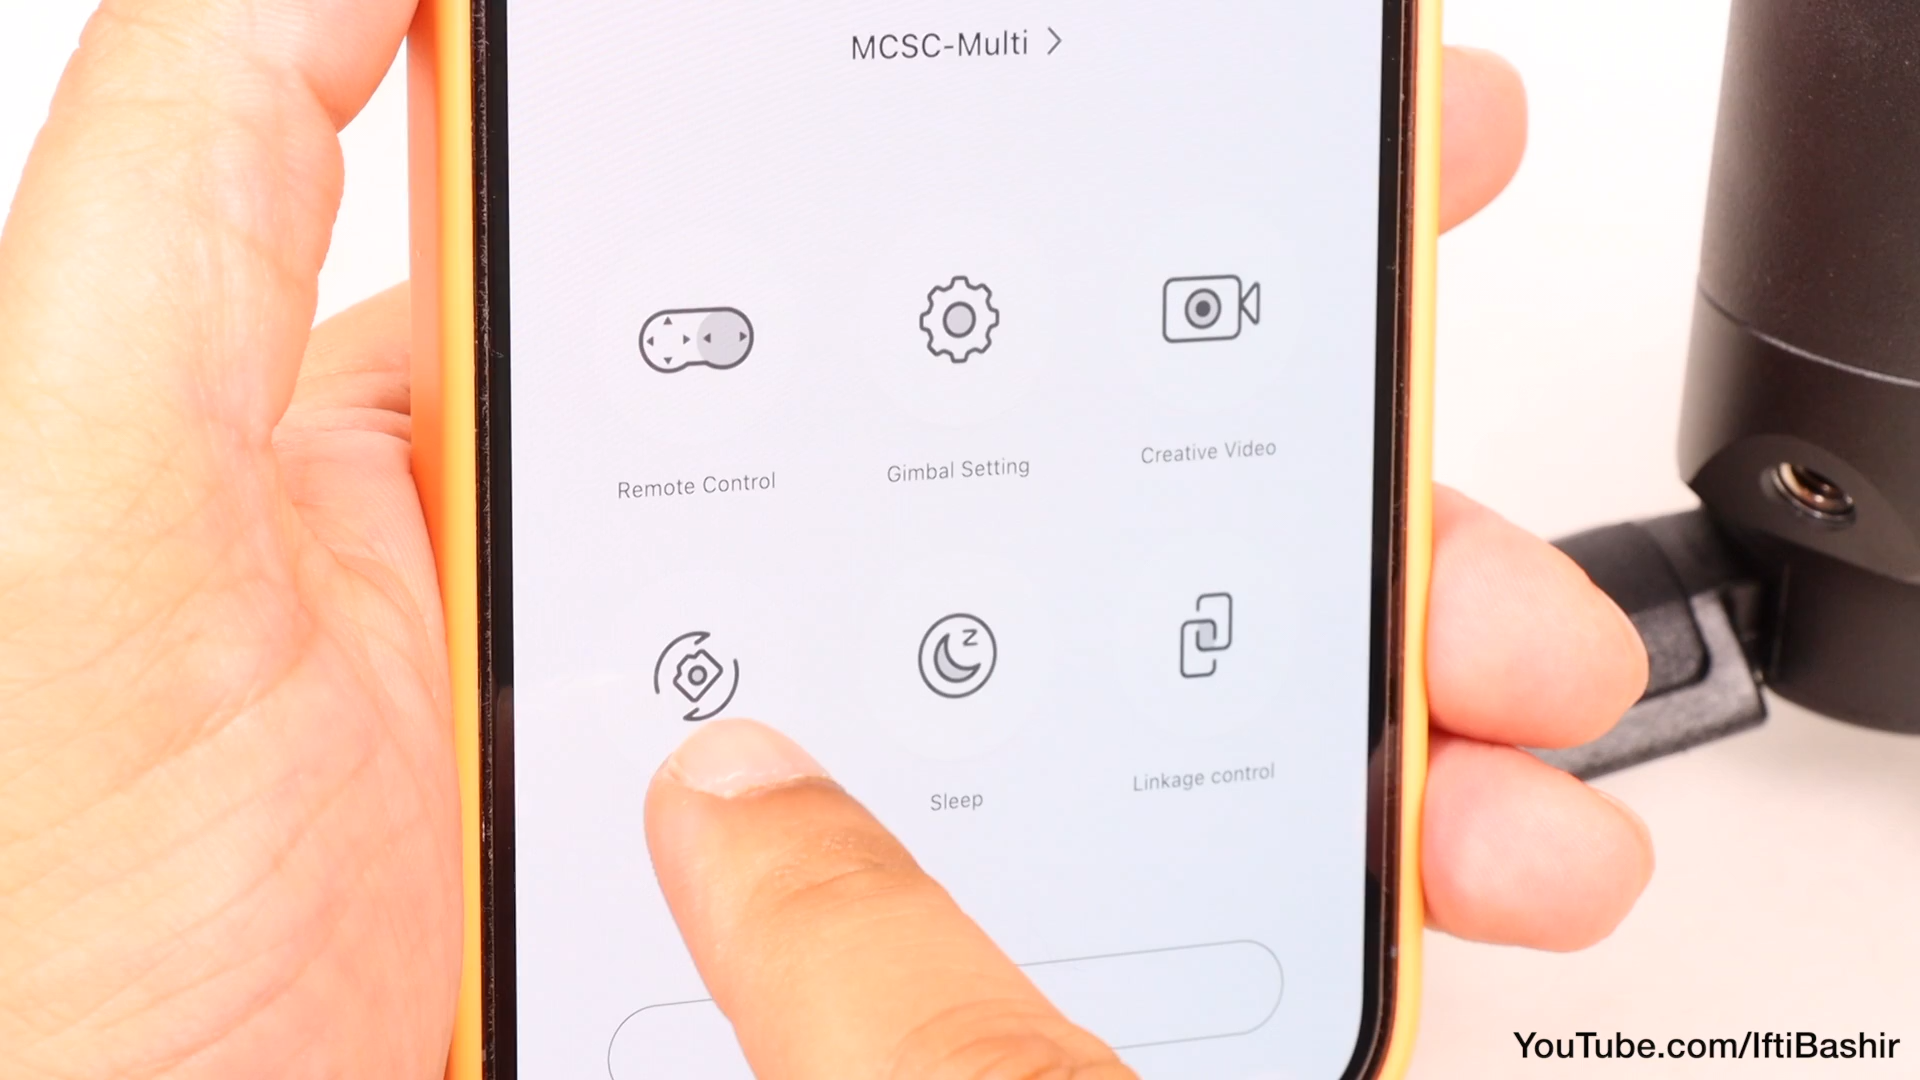 MCSC-Multi
Remote Control
Gimbal Setting
Creative Video
Sleep
Linkage control
YouTube.com/IftiBashir